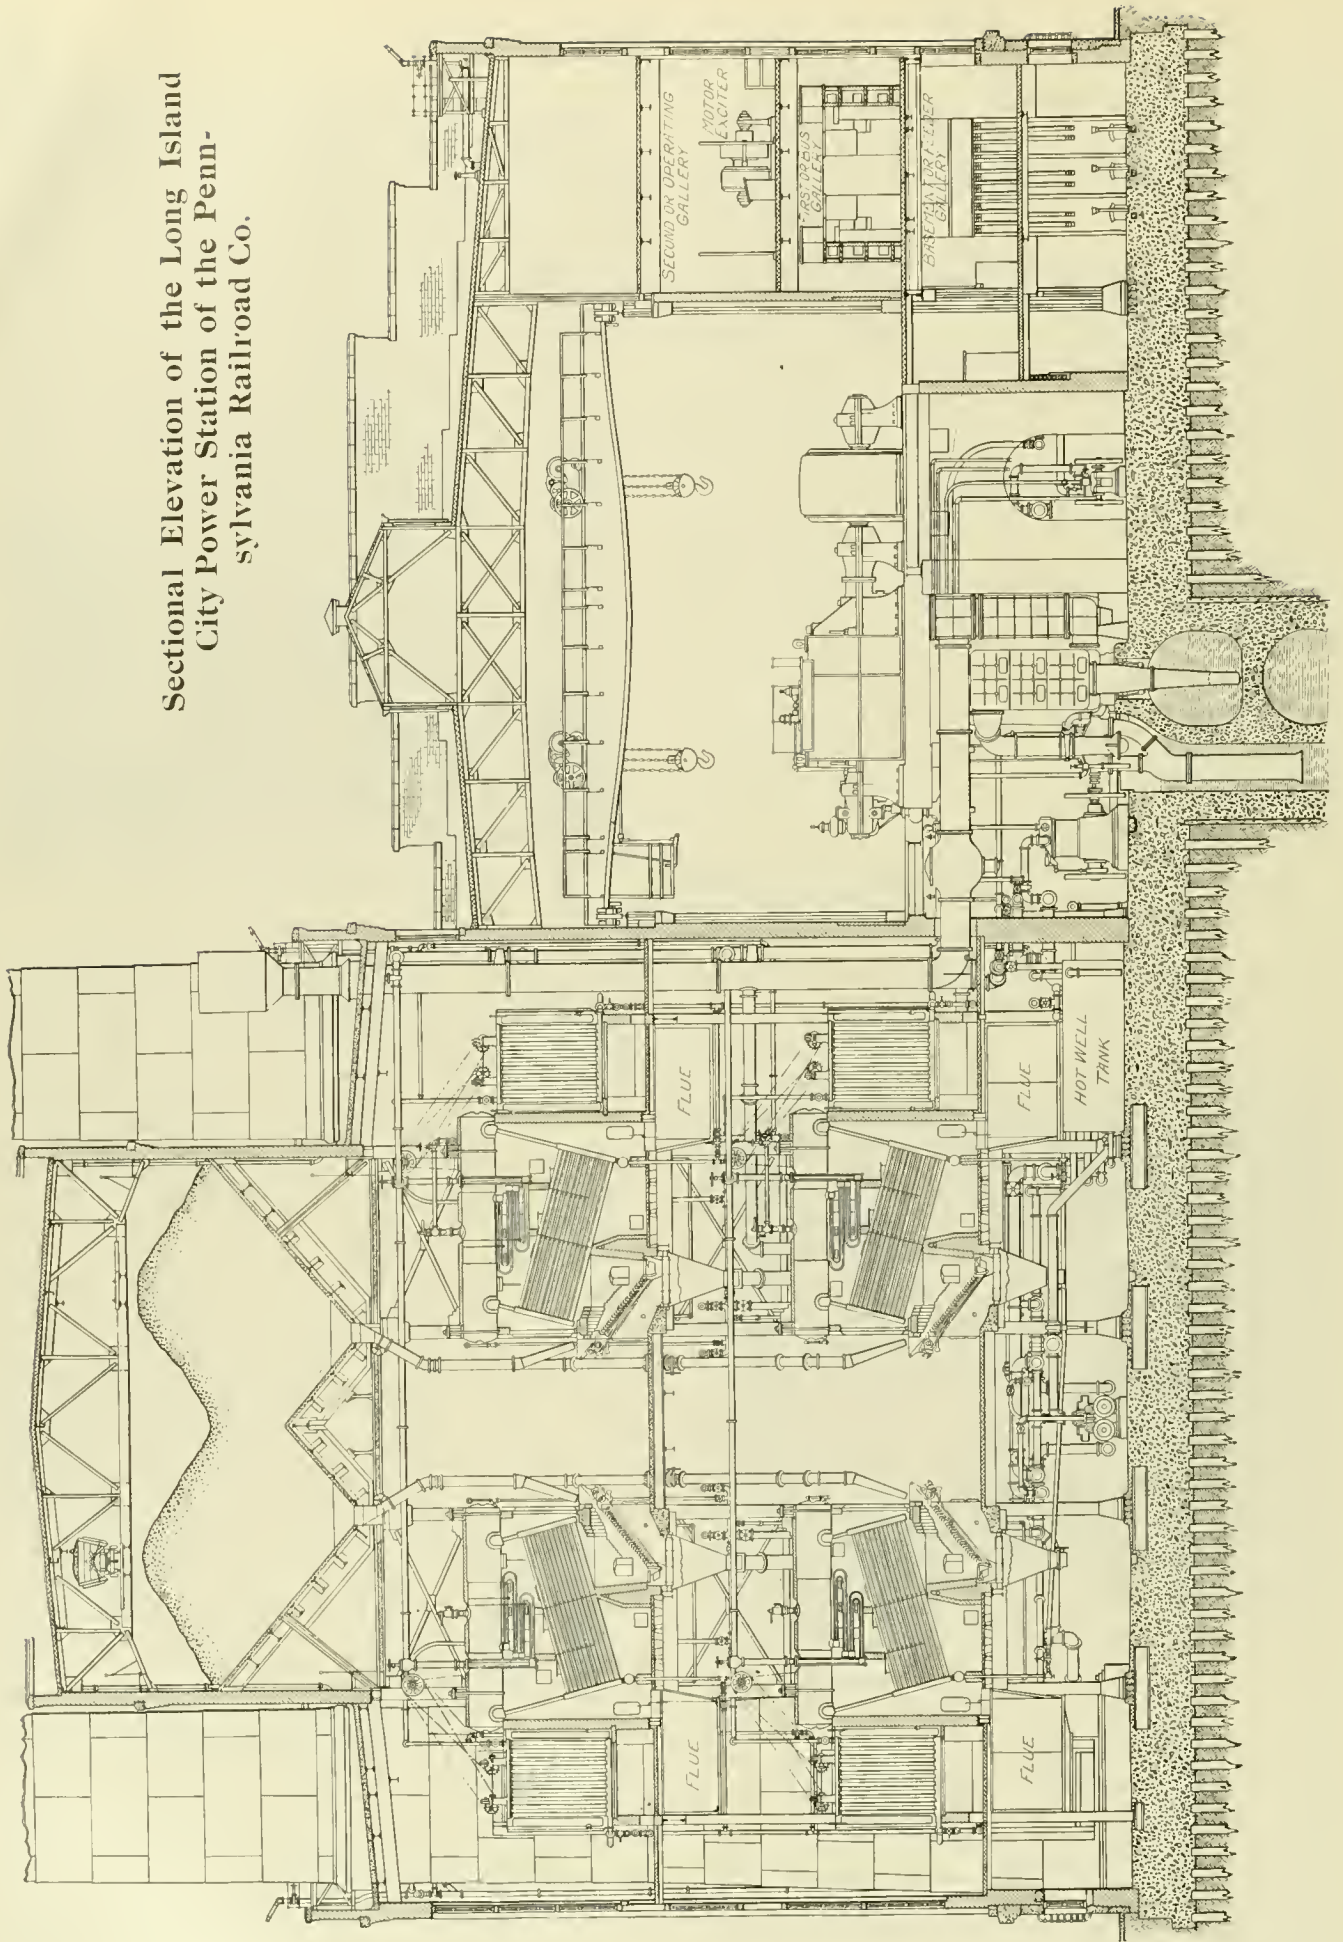 Sectional Elevation of the Long Island
City Power Station of the Penn-
sylvania Railroad Co.
SECOND OR OPERATING
GALLERY
MOTOR
EXCITER
FIRST OR BUS
GALLERY
BASEMENT OR FEEDER
GALLERY
FLUE
FLUE
HOT WELL
TANK
FLUE
FLUE